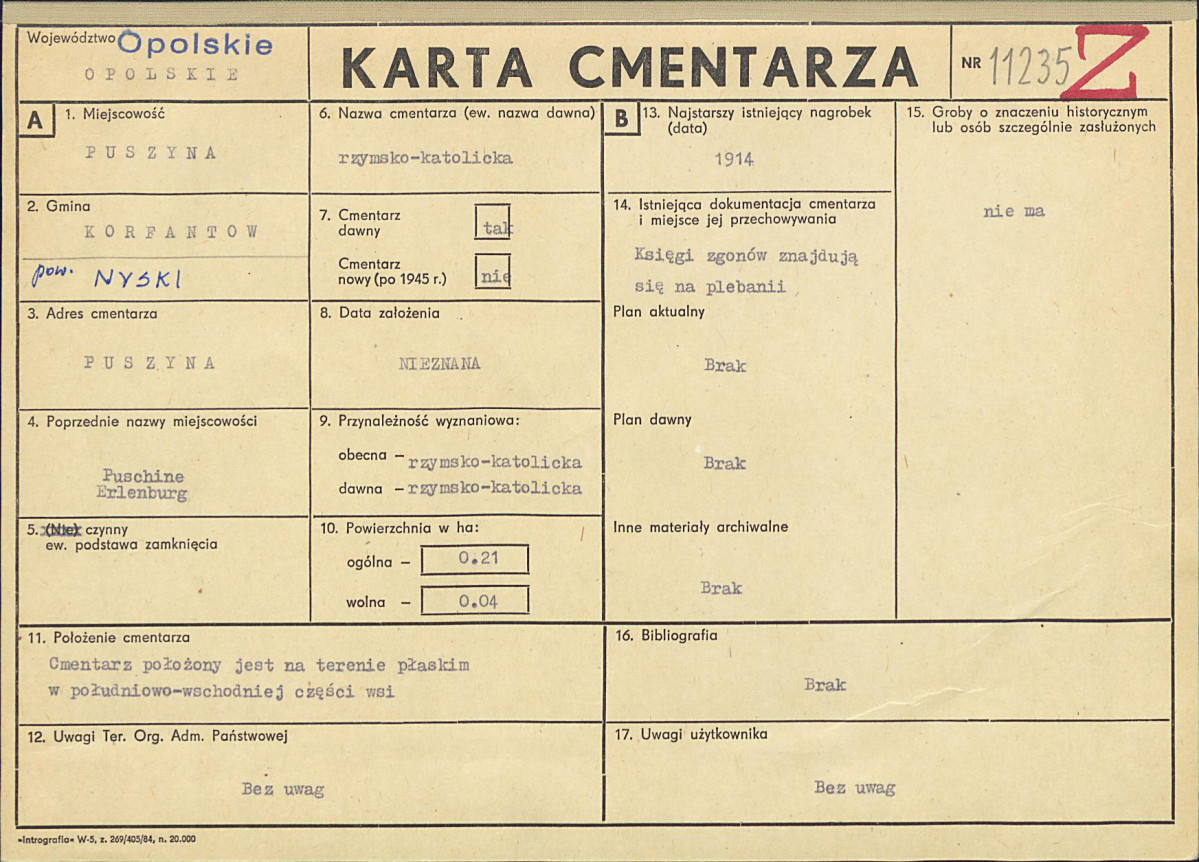 Województwo Opolskie
OPOLSKIE
KARTA CMENTARZA
NR 11235 Z
A
1. Miejscowość
PUSZYNA
2. Gmina
KORFANTOW
pow. NYSKI
3. Adres cmentarza
PUSZYNA
4. Poprzednie nazwy miejscowości
Puschine
Erlenburg
5. (Nie) czynny
ew. podstawa zamknięcia
6. Nazwa cmentarza (ew. nazwa dawna)
rzymsko-katolicka
7. Cmentarz
dawny
tak
Cmentarz
nowy (po 1945 r.)
nie
8. Data założenia
NIEZNANA
9. Przynależność wyznaniowa:
obecna – rzymsko-katolicka
dawna – rzymsko-katolicka
10. Powierzchnia w ha:
ogólna – 0.21
wolna – 0.04
11. Położenie cmentarza
Cmentarz położony jest na terenie płaskim
w południowo-wschodniej części wsi
12. Uwagi Ter. Org. Adm. Państwowej
Bez uwag
B
13. Najstarszy istniejący nagrobek
(data)
1914
14. Istniejąca dokumentacja cmentarza
i miejsce jej przechowywania
Księgi zgonów znajdują
się na plebanii
Plan aktualny
Brak
Plan dawny
Brak
Inne materiały archiwalne
Brak
15. Groby o znaczeniu historycznym
lub osób szczególnie zasłużonych
nie ma
16. Bibliografia
Brak
17. Uwagi użytkownika
Bez uwag
»Intrografia« W-5, z. 269/405/84, n. 20.000